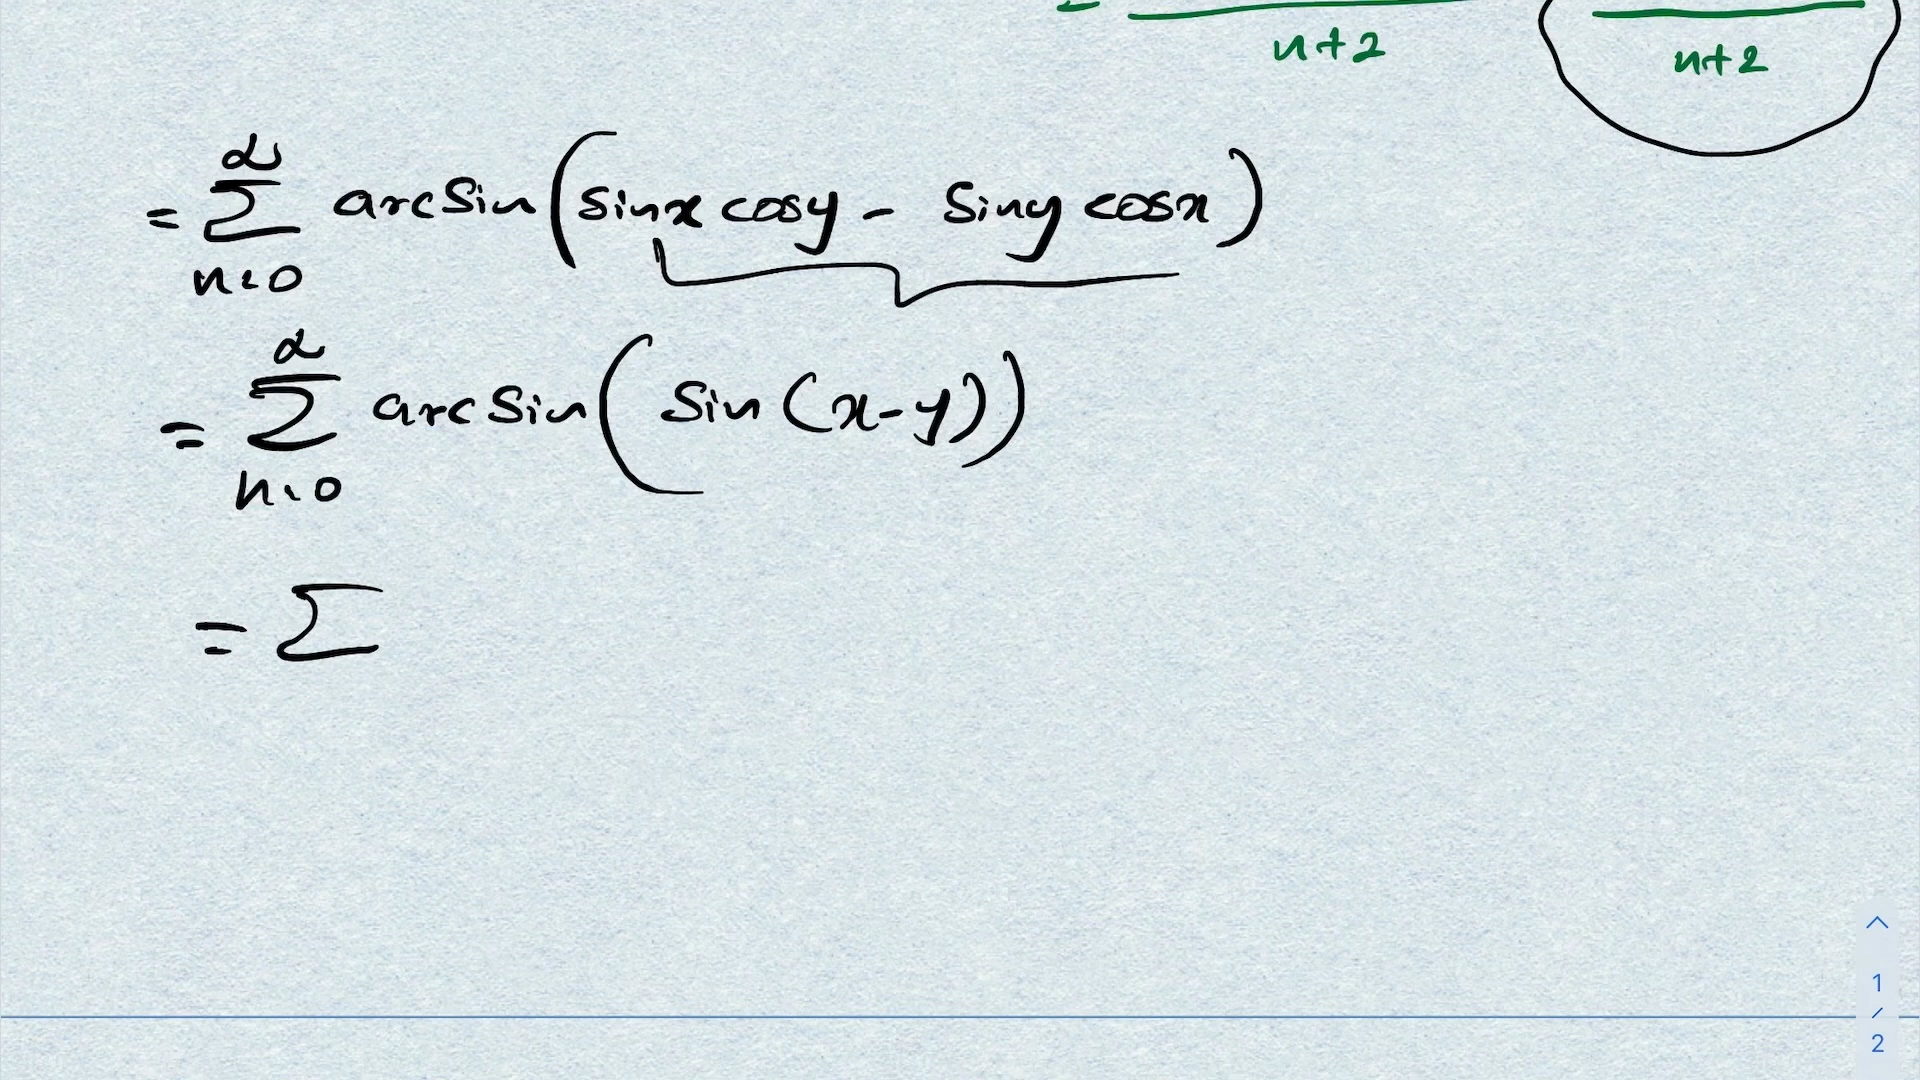 n+2
n+2
= ∑ arcsin(sinx cosy - siny cosx)
n=0
= ∑ arcsin(sin(x-y))
n=0
= ∑
1
/
2